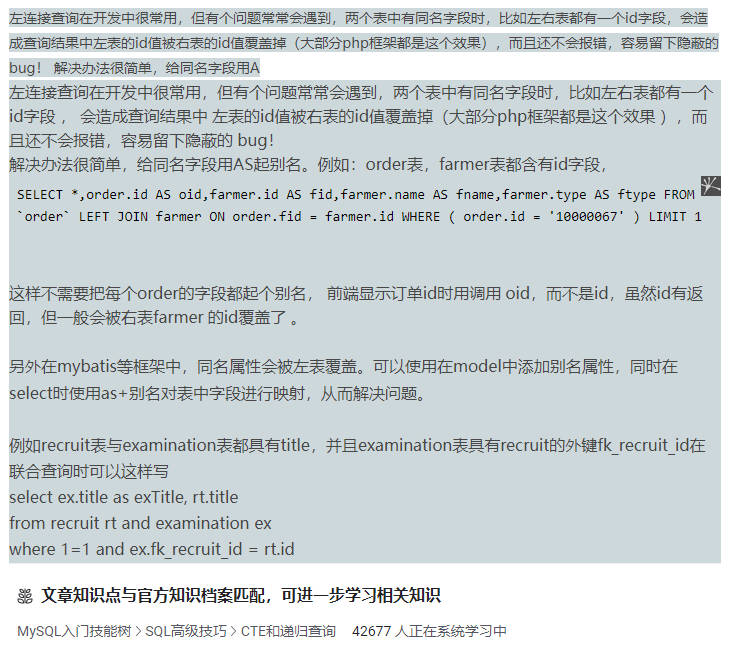 左连接查询在开发中很常用，但有个问题常常会遇到，两个表中有同名字段时，比如左右表都有一个id字段，会造
成查询结果中左表的id值被右表的id值覆盖掉（大部分php框架都是这个效果），而且还不会报错，容易留下隐蔽的
bug！ 解决办法很简单，给同名字段用A
左连接查询在开发中很常用，但有个问题常常会遇到，两个表中有同名字段时，比如左右表都有一个
id字段 ， 会造成查询结果中 左表的id值被右表的id值覆盖掉（大部分php框架都是这个效果 ），而
且还不会报错，容易留下隐蔽的 bug！
解决办法很简单，给同名字段用AS起别名。例如：order表，farmer表都含有id字段，
SELECT *,order.id AS oid,farmer.id AS fid,farmer.name AS fname,farmer.type AS ftype FROM
`order` LEFT JOIN farmer ON order.fid = farmer.id WHERE ( order.id = '10000067' ) LIMIT 1
这样不需要把每个order的字段都起个别名， 前端显示订单id时用调用 oid，而不是id，虽然id有返
回，但一般会被右表farmer 的id覆盖了 。
另外在mybatis等框架中，同名属性会被左表覆盖。可以使用在model中添加别名属性，同时在
select时使用as+别名对表中字段进行映射，从而解决问题。
例如recruit表与examination表都具有title，并且examination表具有recruit的外键fk_recruit_id在
联合查询时可以这样写
select ex.title as exTitle, rt.title
from recruit rt and examination ex
where 1=1 and ex.fk_recruit_id = rt.id
文章知识点与官方知识档案匹配，可进一步学习相关知识
MySQL入门技能树 > SQL高级技巧 > CTE和递归查询 42677 人正在系统学习中